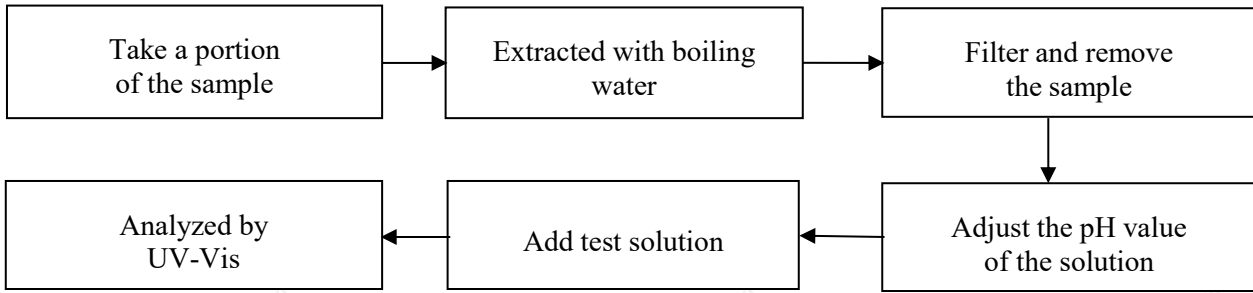 Take a portion
of the sample
Extracted with boiling
water
Filter and remove
the sample
Adjust the pH value
of the solution
Add test solution
Analyzed by
UV-Vis